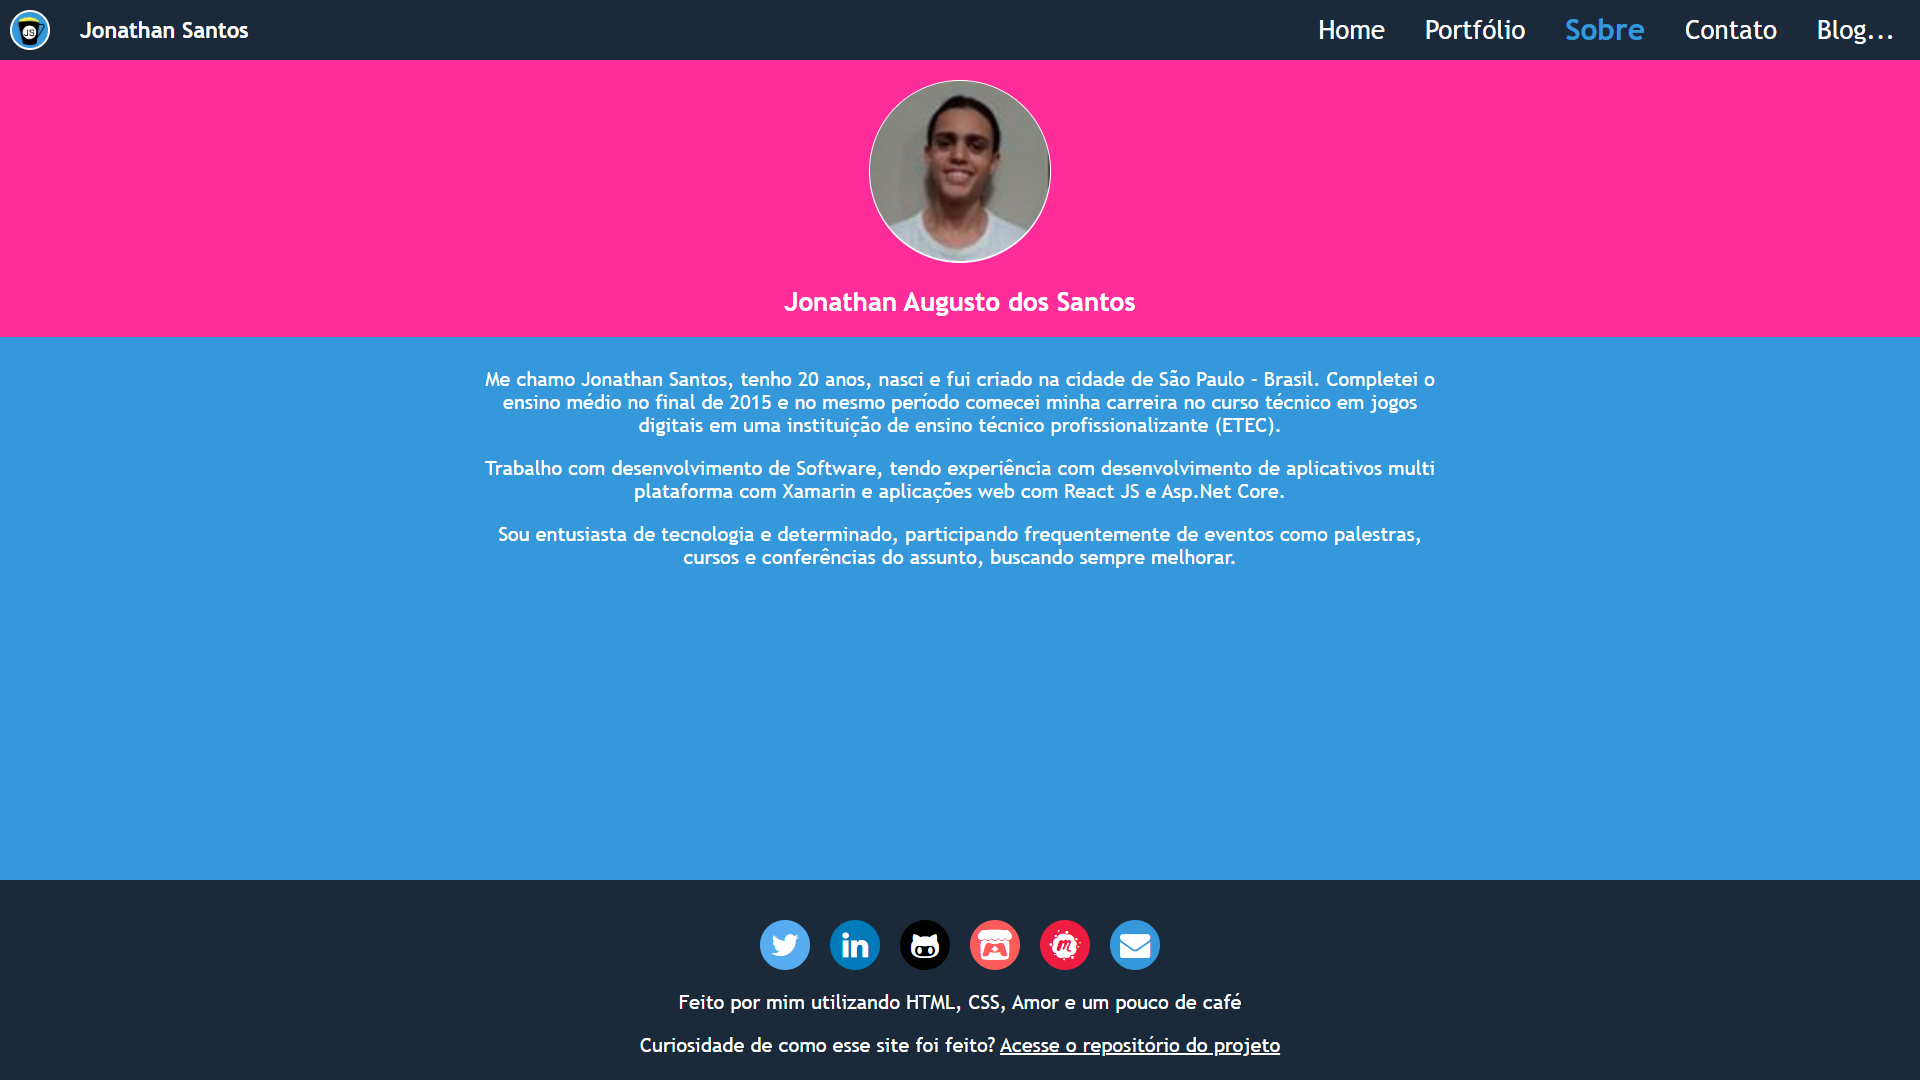 JS
Jonathan Santos
Home
Portfólio
Sobre
Contato
Blog...
Jonathan Augusto dos Santos
Me chamo Jonathan Santos, tenho 20 anos, nasci e fui criado na cidade de São Paulo - Brasil. Completei o
ensino médio no final de 2015 e no mesmo período comecei minha carreira no curso técnico em jogos
digitais em uma instituição de ensino técnico profissionalizante (ETEC).
Trabalho com desenvolvimento de Software, tendo experiência com desenvolvimento de aplicativos multi
plataforma com Xamarin e aplicações web com React JS e Asp.Net Core.
Sou entusiasta de tecnologia e determinado, participando frequentemente de eventos como palestras,
cursos e conferências do assunto, buscando sempre melhorar.
in
m
Feito por mim utilizando HTML, CSS, Amor e um pouco de café
Curiosidade de como esse site foi feito? Acesse o repositório do projeto